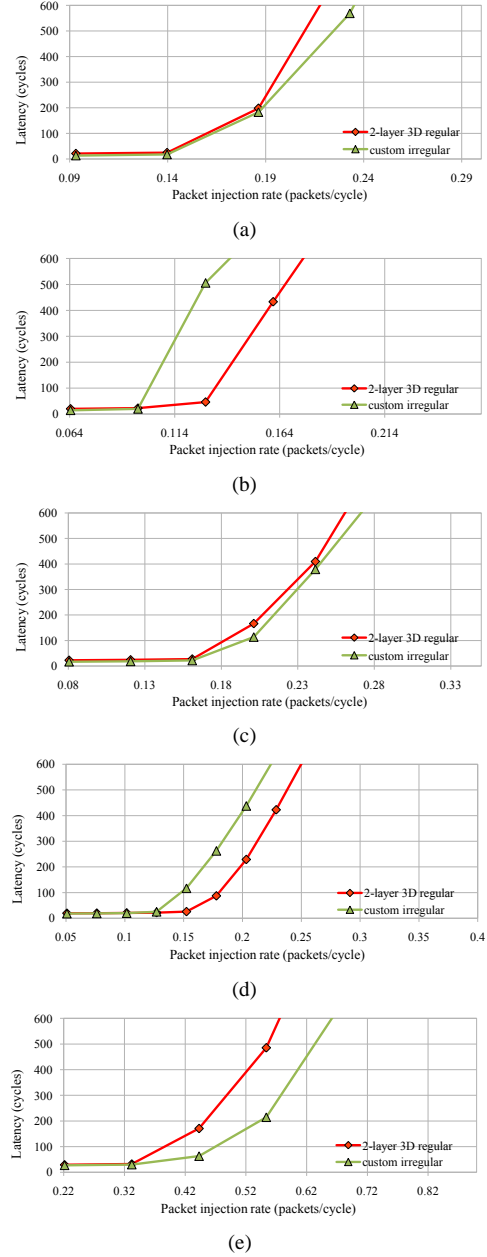 600
500
400
300
200
100
0
Latency (cycles)
2-layer 3D regular
custom irregular
0.09 0.14 0.19 0.24 0.29
Packet injection rate (packets/cycle)
(a)
600
500
400
300
200
100
0
Latency (cycles)
2-layer 3D regular
custom irregular
0.064 0.114 0.164 0.214
Packet injection rate (packets/cycle)
(b)
600
500
400
300
200
100
0
Latency (cycles)
2-layer 3D regular
custom irregular
0.08 0.13 0.18 0.23 0.28 0.33
Packet injection rate (packets/cycle)
(c)
600
500
400
300
200
100
0
Latency (cycles)
2-layer 3D regular
custom irregular
0.05 0.1 0.15 0.2 0.25 0.3 0.35 0.4
Packet injection rate (packets/cycle)
(d)
600
500
400
300
200
100
0
Latency (cycles)
2-layer 3D regular
custom irregular
0.22 0.32 0.42 0.52 0.62 0.72 0.82
Packet injection rate (packets/cycle)
(e)